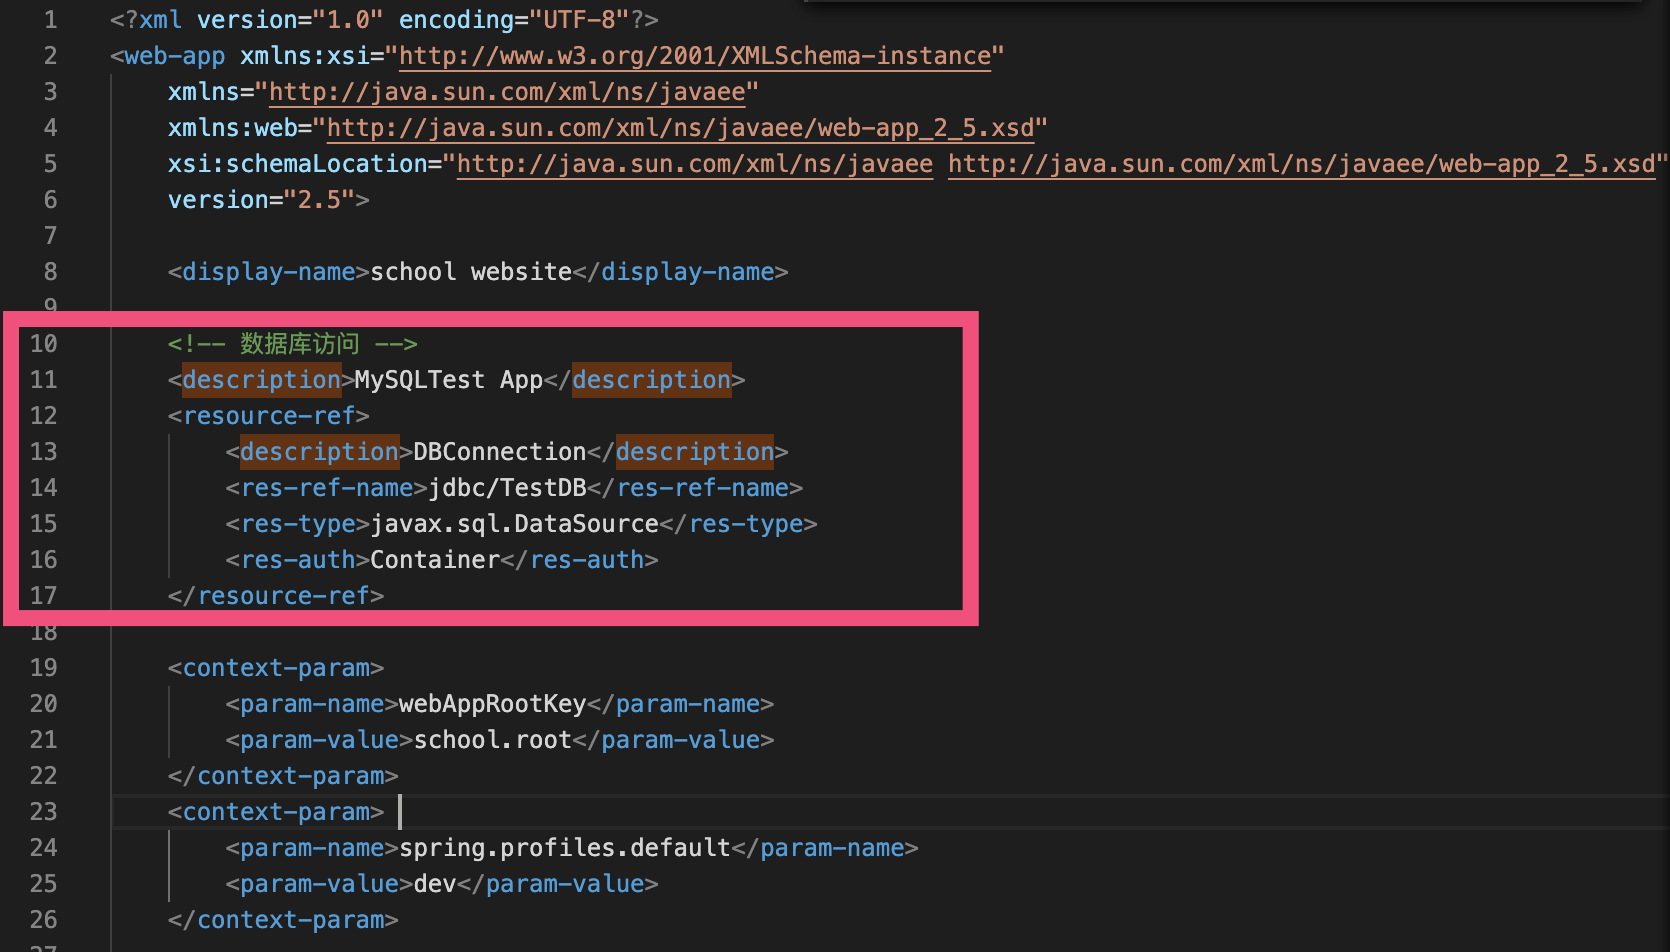 1 <?xml version="1.0" encoding="UTF-8"?>
2 <web-app xmlns:xsi="http://www.w3.org/2001/XMLSchema-instance"
3 xmlns="http://java.sun.com/xml/ns/javaee"
4 xmlns:web="http://java.sun.com/xml/ns/javaee/web-app_2_5.xsd"
5 xsi:schemaLocation="http://java.sun.com/xml/ns/javaee http://java.sun.com/xml/ns/javaee/web-app_2_5.xsd"
6 version="2.5">
7
8 <display-name>school website</display-name>
9
10 <!-- 数据库访问 -->
11 <description>MySQLTest App</description>
12 <resource-ref>
13 <description>DBConnection</description>
14 <res-ref-name>jdbc/TestDB</res-ref-name>
15 <res-type>javax.sql.DataSource</res-type>
16 <res-auth>Container</res-auth>
17 </resource-ref>
18
19 <context-param>
20 <param-name>webAppRootKey</param-name>
21 <param-value>school.root</param-value>
22 </context-param>
23 <context-param>
24 <param-name>spring.profiles.default</param-name>
25 <param-value>dev</param-value>
26 </context-param>
27